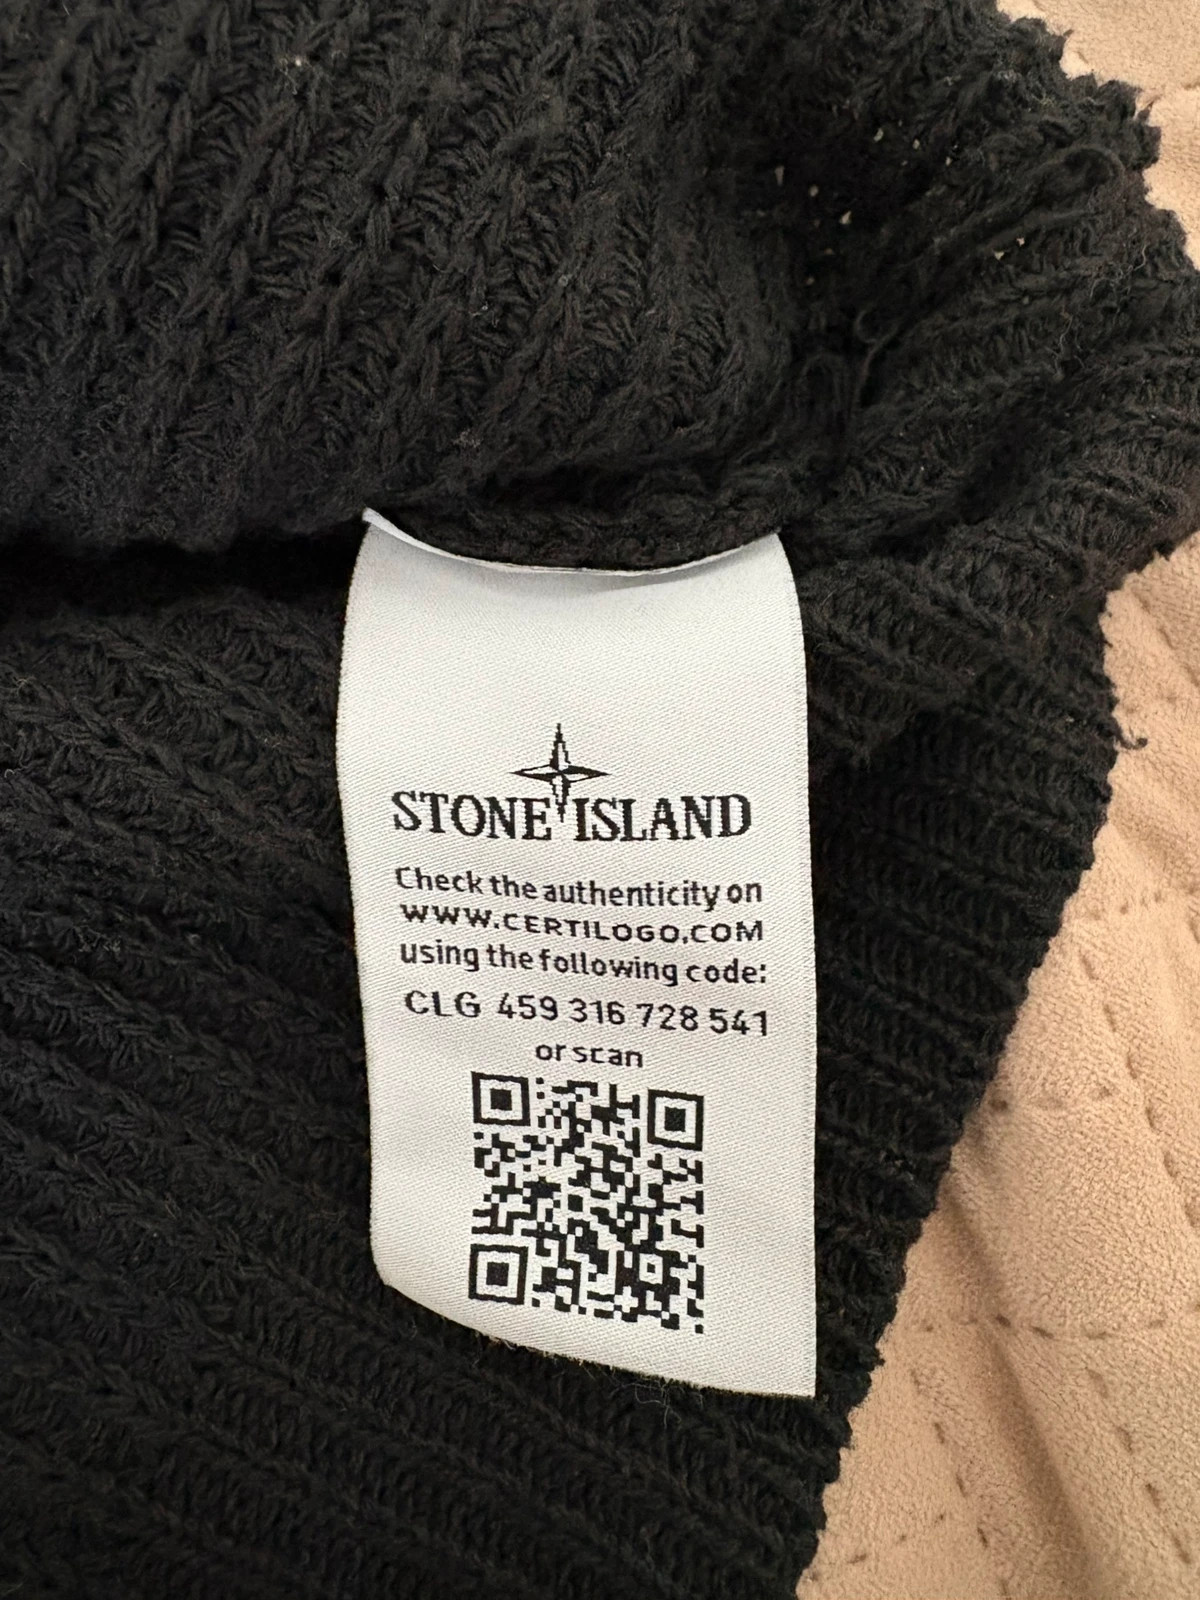 STONE ISLAND
Check the authenticity on
WWW.CERTILOGO.COM
using the following code:
CLG 459 316 728 541
or scan